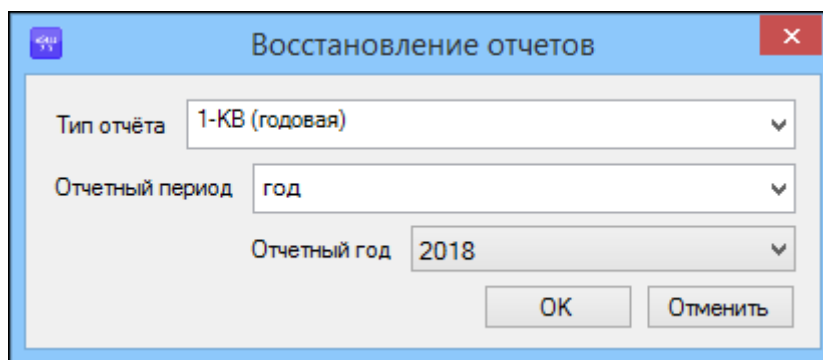 Восстановление отчетов
Тип отчёта 1-КВ (годовая)
Отчетный период год
Отчетный год 2018
OK Отменить